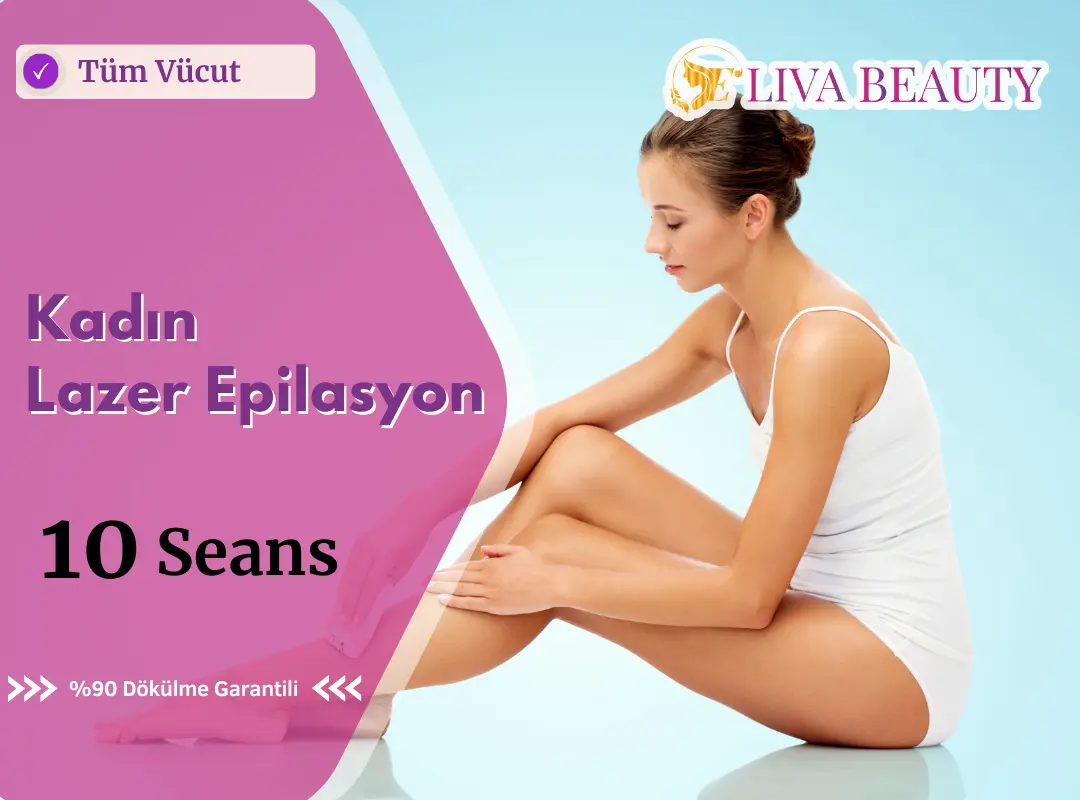 Tüm Vücut
ELIVA BEAUTY
Kadın
Lazer Epilasyon
10 Seans
%90 Dökülme Garantili